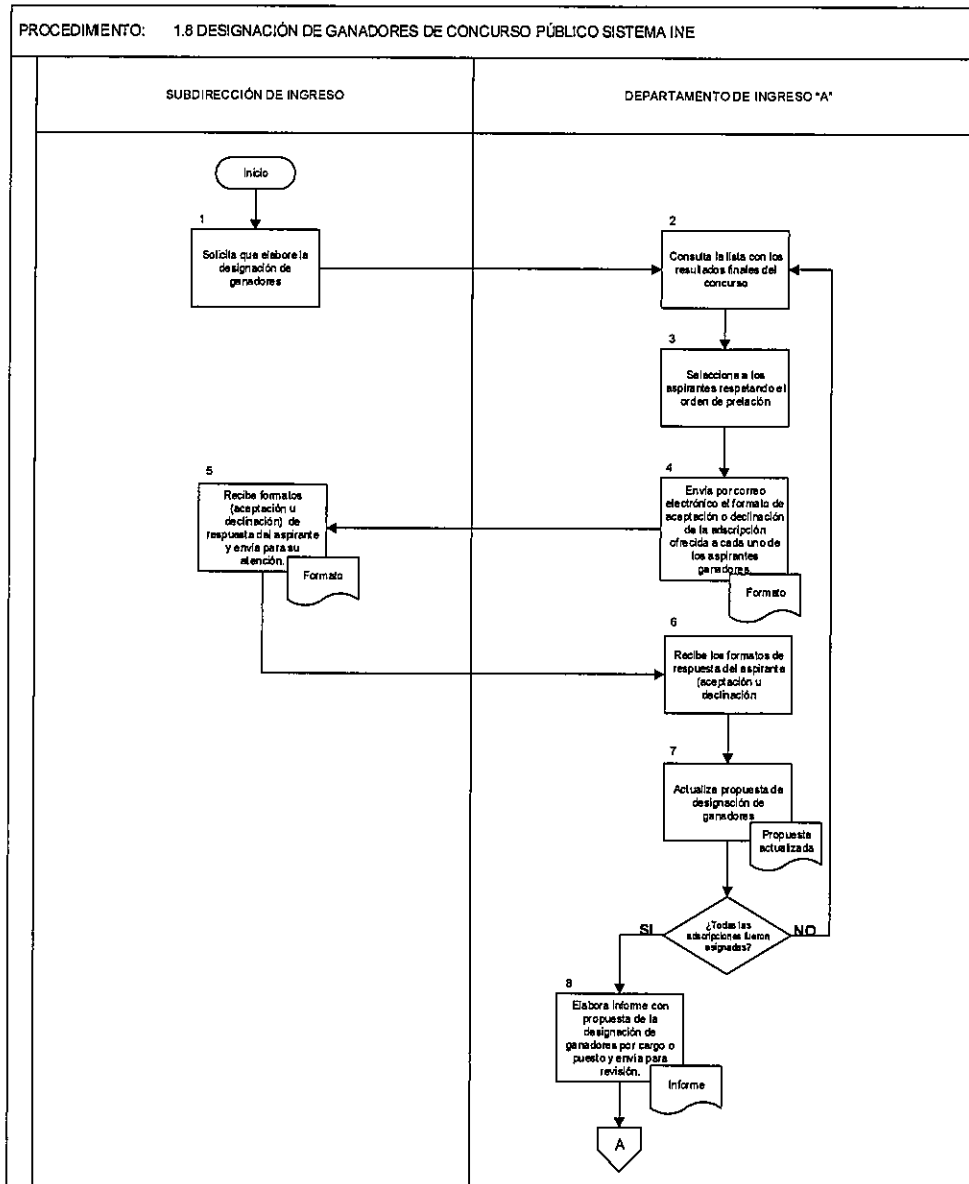 PROCEDIMIENTO: 1.8 DESIGNACIÓN DE GANADORES DE CONCURSO PÚBLICO SISTEMA INE
SUBDIRECCIÓN DE INGRESO
DEPARTAMENTO DE INGRESO "A"
Inicio
1
Solicita que elabore la
designación de
ganadores
2
Consulta la lista con los
resultados finales del
concurso
3
Selecciona a los
aspirantes respetando el
orden de prelación
4
Envía por correo
electrónico el formato de
aceptación o declinación
de la adscripción
ofrecida a cada uno de
los aspirantes
ganadores.
Formato
5
Recibe formatos
(aceptación u
declinación) de
respuesta del aspirante
y envía para su
atención.
Formato
6
Recibe los formatos de
respuesta del aspirante
(aceptación u
declinación
7
Actualiza propuesta de
designación de
ganadores
Propuesta
actualizada
¿Todas las
adscripciones fueron
asignadas?
SI
NO
8
Elabora informe con
propuesta de la
designación de
ganadores por cargo o
puesto y envía para
revisión.
Informe
A